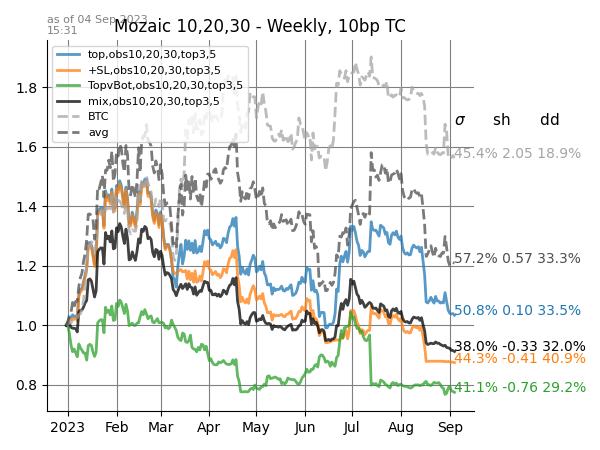 as of 04 Sep 2023
15:31
Mozaic 10,20,30 - Weekly, 10bp TC
top,obs10,20,30,top3,5
+SL,obs10,20,30,top3,5
TopvBot,obs10,20,30,top3,5
mix,obs10,20,30,top3,5
BTC
avg
σ sh dd
45.4% 2.05 18.9%
57.2% 0.57 33.3%
50.8% 0.10 33.5%
38.0% -0.33 32.0%
44.3% -0.41 40.9%
41.1% -0.76 29.2%
1.8
1.6
1.4
1.2
1.0
0.8
2023 Feb Mar Apr May Jun Jul Aug Sep